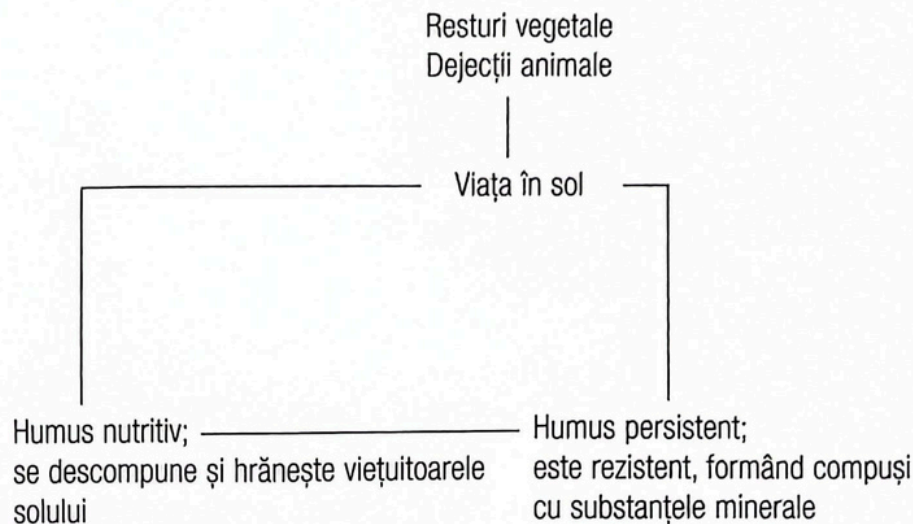 Resturi vegetale
Dejecții animale
Viața în sol
Humus nutritiv;
se descompune și hrănește viețuitoarele
solului
Humus persistent;
este rezistent, formând compuși
cu substanțele minerale